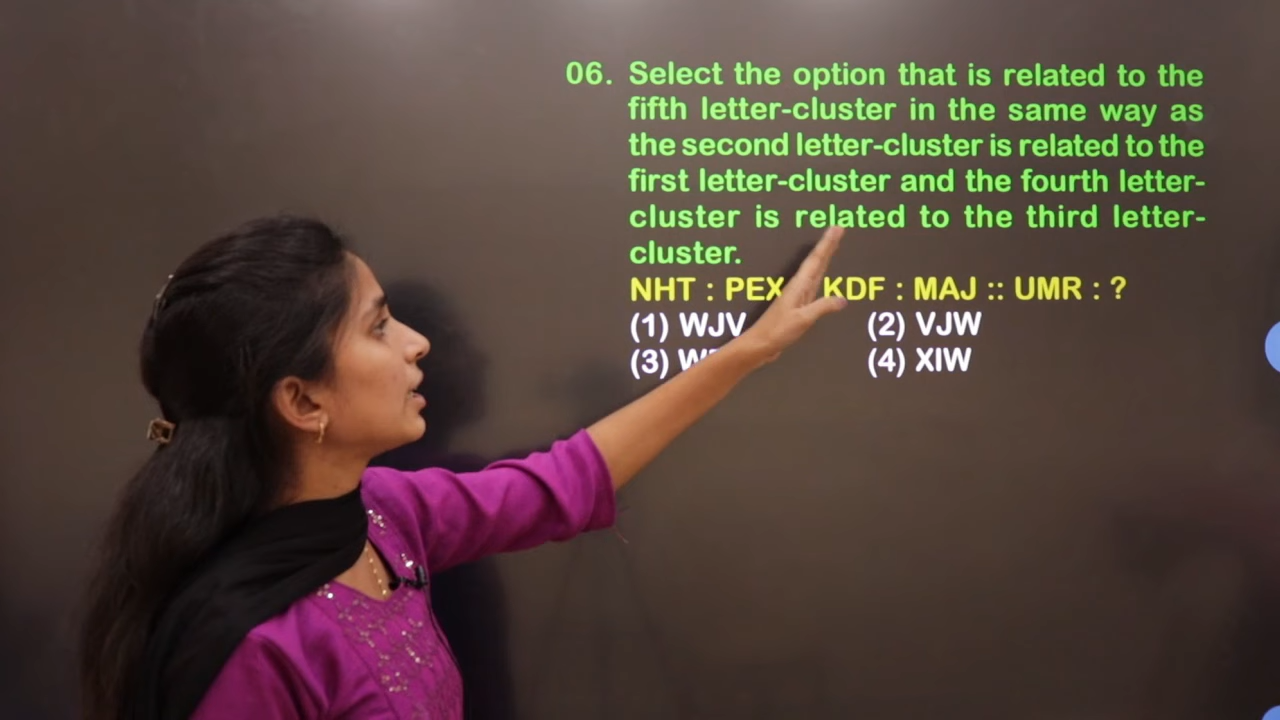 06. Select the option that is related to the
fifth letter-cluster in the same way as
the second letter-cluster is related to the
first letter-cluster and the fourth letter-
cluster is related to the third letter-
cluster.
NHT : PEX KDF : MAJ :: UMR : ?
(1) WJV (2) VJW
(3) (4) XIW